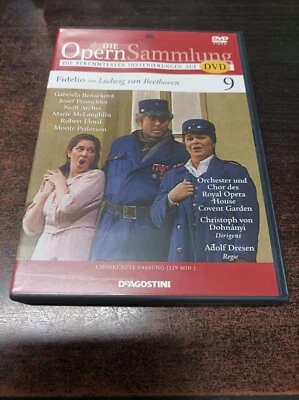 DIE
OpernSammlung
DIE BERÜHMTESTEN INSZENIERUNGEN AUF DVD
DVD
Fidelio von Ludwig van Beethoven
9
Gabriela Beňačková
Josef Protschka
Neill Archer
Marie McLaughlin
Robert Lloyd
Monte Pederson
Orchester und
Chor des
Royal Opera
House
Covent Garden
Christoph von
Dohnányi
Dirigent
Adolf Dresen
Regie
UNGEKÜRZTE FASSUNG (129 MIN.)
DeAGOSTINI